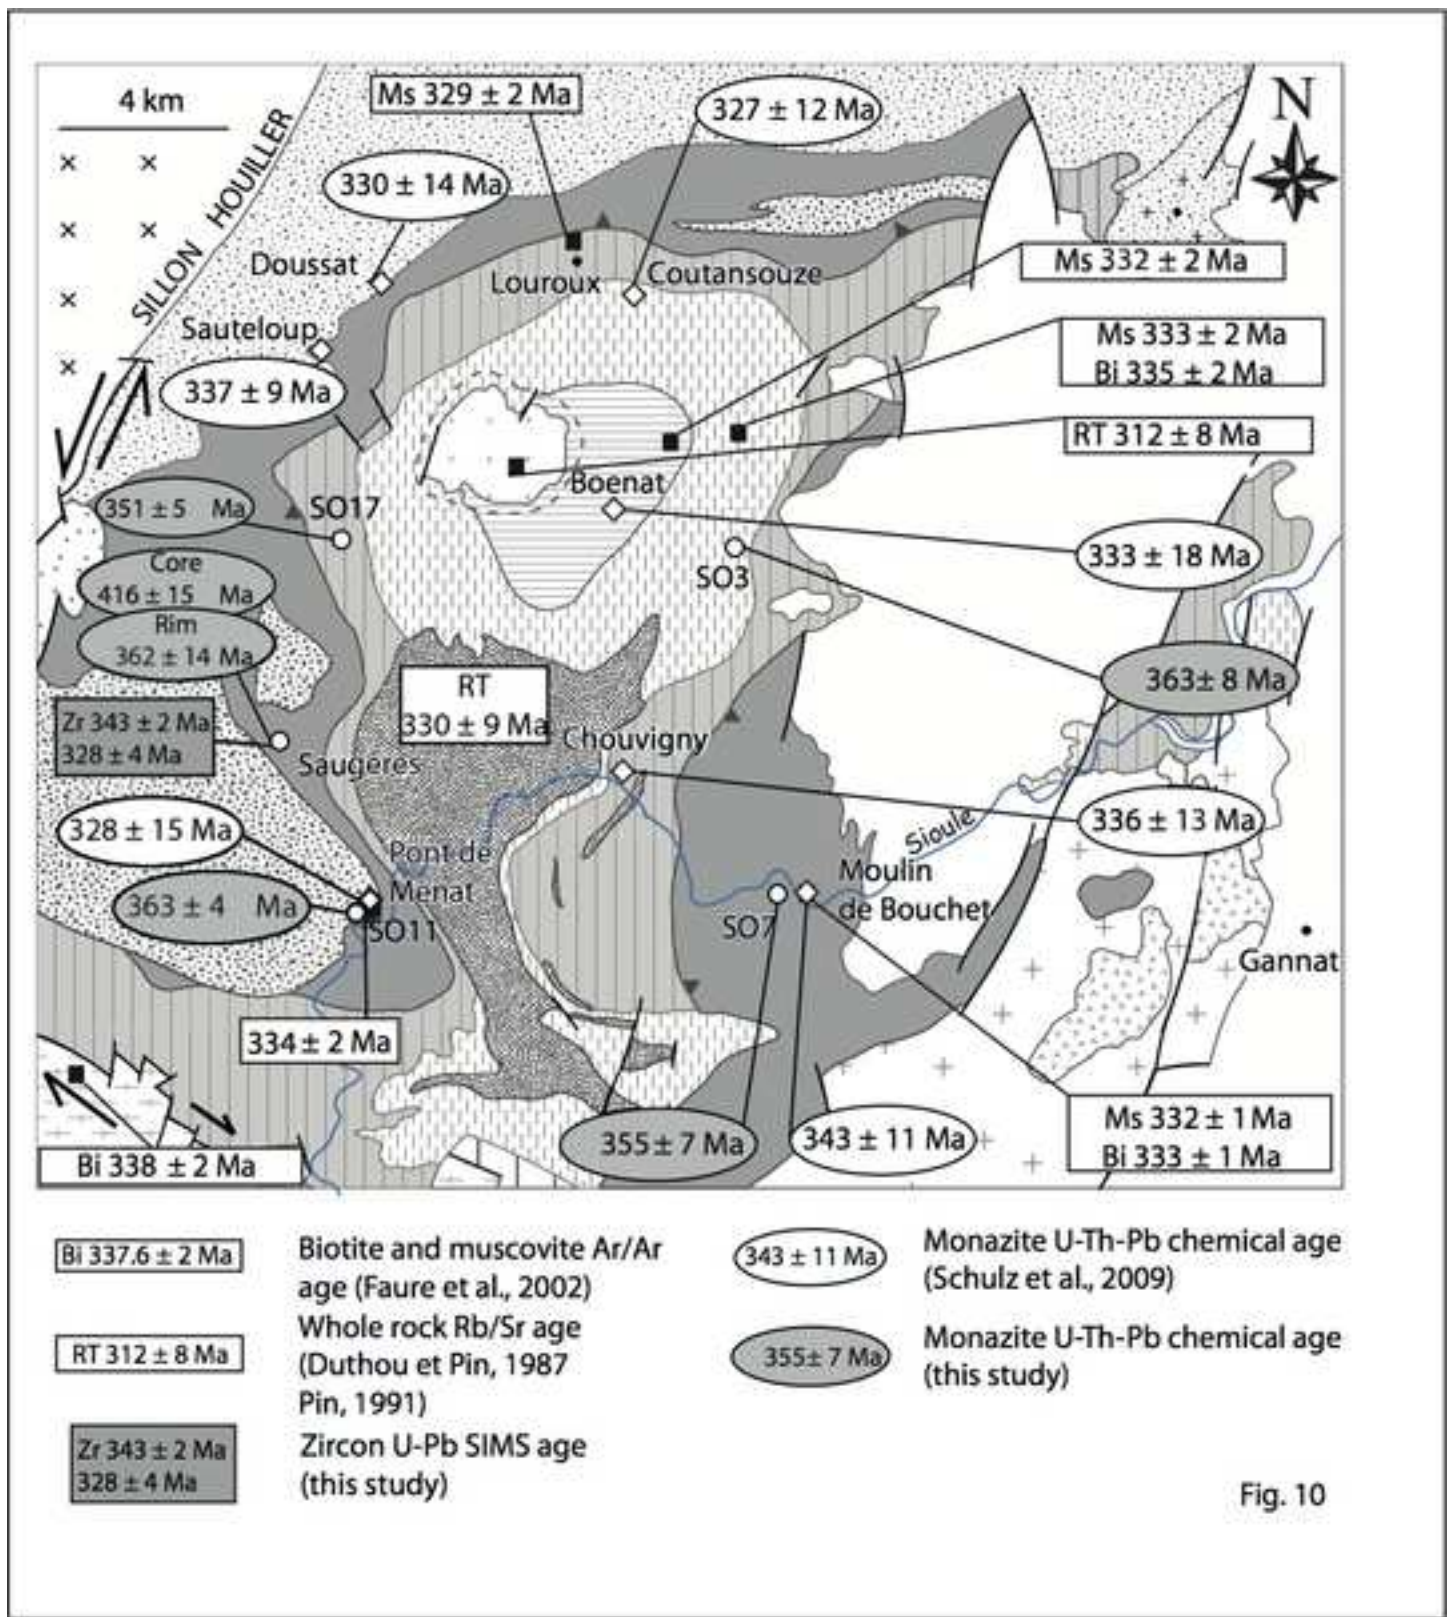 4 km
N
SILLON HOUILLER
Ms 329 ± 2 Ma
327 ± 12 Ma
330 ± 14 Ma
Doussat
Louroux
Coutansouze
Ms 332 ± 2 Ma
Sauteloup
337 ± 9 Ma
Ms 333 ± 2 Ma
Bi 335 ± 2 Ma
RT 312 ± 8 Ma
351 ± 5 Ma
SO17
Boenat
333 ± 18 Ma
Core
416 ± 15 Ma
Rim
362 ± 14 Ma
SO3
363± 8 Ma
RT
330 ± 9 Ma
Zr 343 ± 2 Ma
328 ± 4 Ma
Saugères
Chouvigny
336 ± 13 Ma
328 ± 15 Ma
Sioule
Pont de
Menat
Moulin
de Bouchet
363 ± 4 Ma
SO11
SO7
Gannat
334 ± 2 Ma
355± 7 Ma
343 ± 11 Ma
Ms 332 ± 1 Ma
Bi 333 ± 1 Ma
Bi 338 ± 2 Ma
Bi 337.6 ± 2 Ma
Biotite and muscovite Ar/Ar
age (Faure et al., 2002)
RT 312 ± 8 Ma
Whole rock Rb/Sr age
(Duthou et Pin, 1987
Pin, 1991)
Zr 343 ± 2 Ma
328 ± 4 Ma
Zircon U-Pb SIMS age
(this study)
343 ± 11 Ma
Monazite U-Th-Pb chemical age
(Schulz et al., 2009)
355± 7 Ma
Monazite U-Th-Pb chemical age
(this study)
Fig. 10